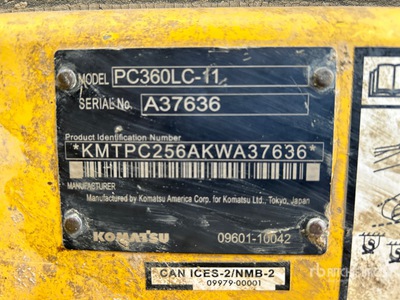 MODEL PC360LC-11
SERIAL No. A37636
Product Identification Number
*KMTPC256AKWA37636*
MANUFACTURER
Manufactured by Komatsu America Corp. for Komatsu Ltd., Tokyo, Japan
KOMATSU 09601-10042
CAN ICES-2/NMB-2
09979-00001
rb